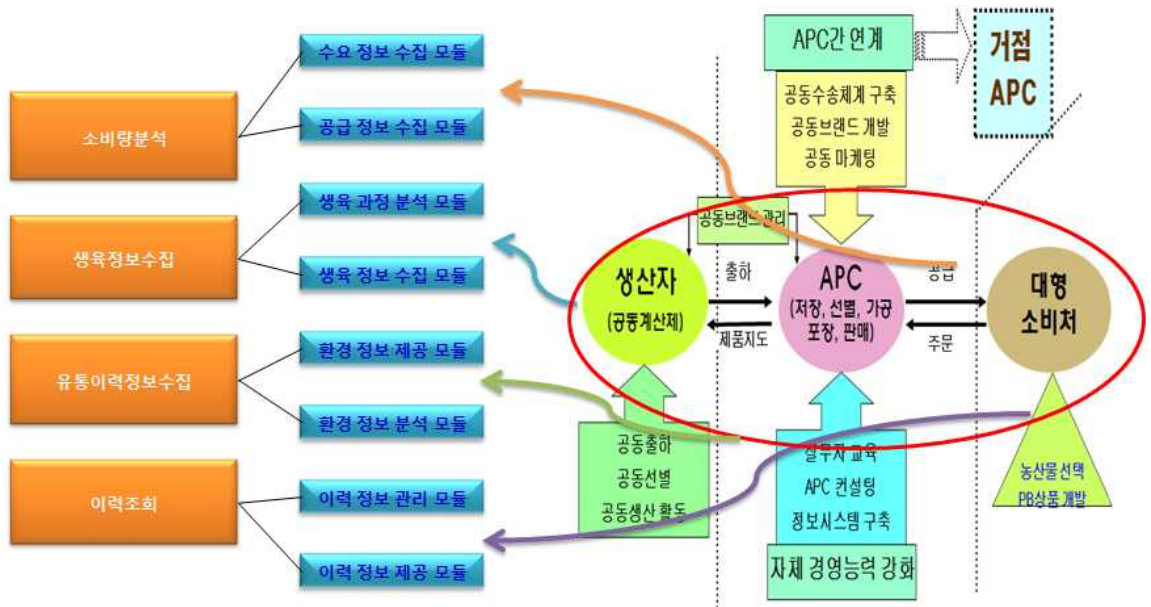 소비량분석
수요 정보 수집 모듈
공급 정보 수집 모듈
생육정보수집
생육 과정 분석 모듈
생육 정보 수집 모듈
유통이력정보수집
환경 정보 제공 모듈
환경 정보 분석 모듈
이력조회
이력 정보 관리 모듈
이력 정보 제공 모듈
APC간 연계
공동수송체계 구축
공동브랜드 개발
공동 마케팅
거점
APC
공동브랜드 관리
생산자
(공동계산제)
출하
제품지도
APC
(저장, 선별, 가공
포장, 판매)
공급
주문
대형
소비처
공동출하
공동선별
공동생산 활동
실무자 교육
APC 컨설팅
정보시스템 구축
자체 경영능력 강화
농산물 선택
PB상품 개발